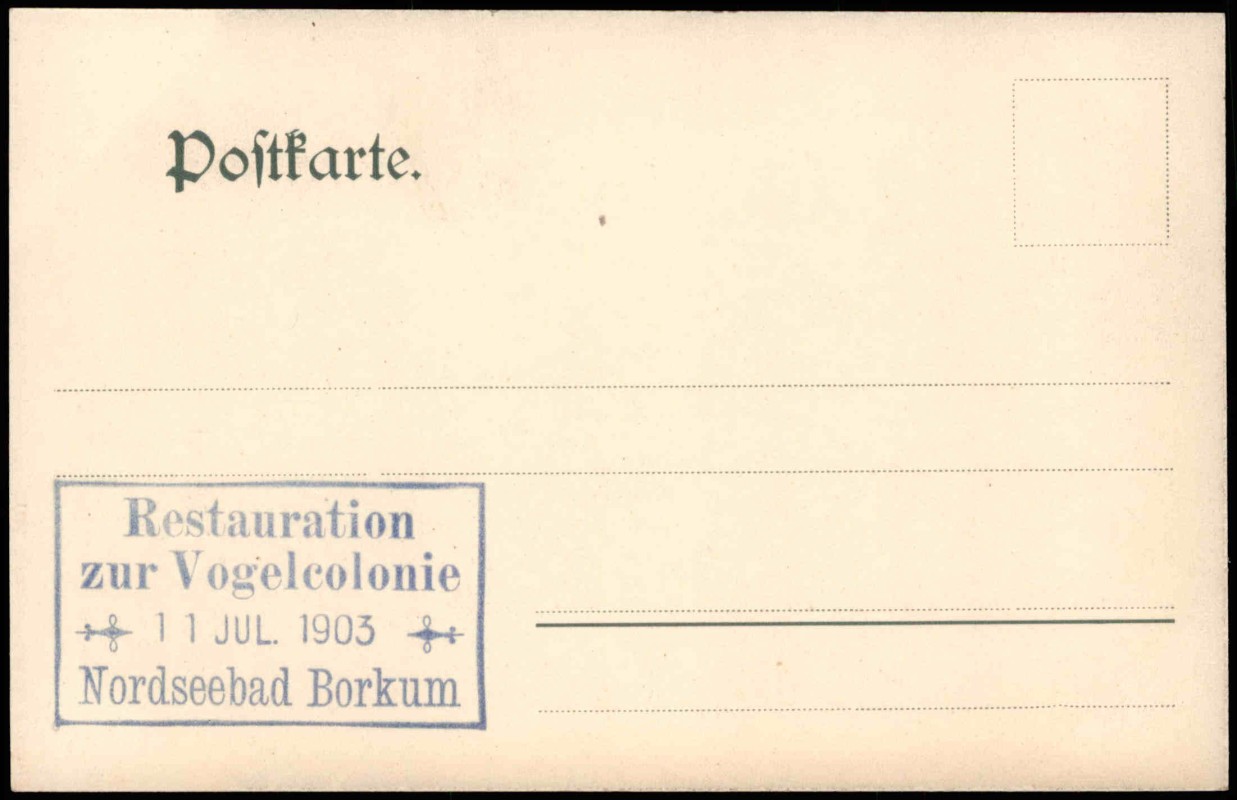 Poſtkarte.
Restauration
zur Vogelcolonie
11 JUL. 1903
Nordseebad Borkum